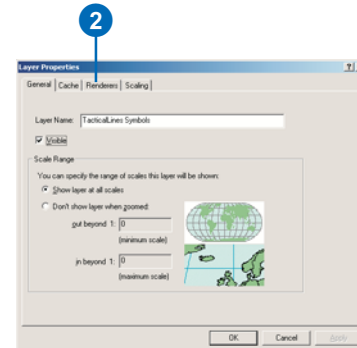 2
Layer Properties
?
General Cache Renderers Scaling
Layer Name: TacticalLines Symbols
Visible
Scale Range
You can specify the range of scales this layer will be shown:
Show layer at all scales
Don't show layer when zoomed:
out beyond 1: 0
(minimum scale)
in beyond 1: 0
(maximum scale)
OK Cancel Apply